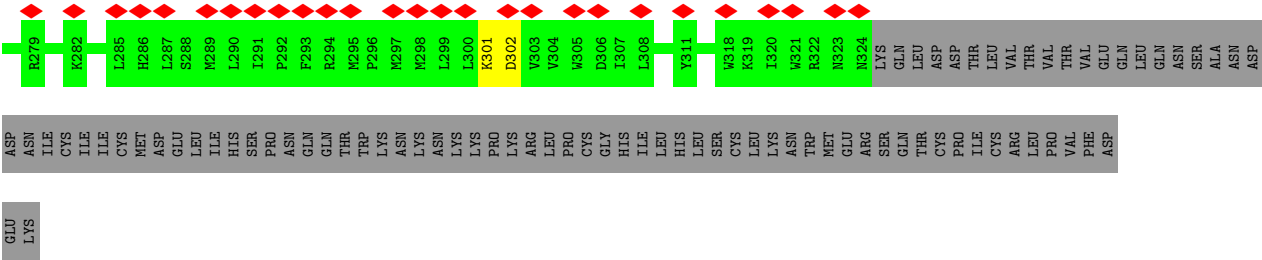 R279 K282 L285 H286 L287 S288 M289 L290 I291 P292 F293 R294 M295 P296 M297 M298 L299 L300 K301 D302 V303 V304 W305 D306 I307 L308 Y311 W318 K319 I320 W321 R322 N323 N324 LYS GLN LEU ASP ASP THR LEU VAL THR VAL THR VAL GLU GLN LEU GLN ASN SER ALA ASN ASP
ASP ASN ILE CYS ILE ILE CYS MET ASP GLU LEU ILE HIS SER PRO ASN GLN GLN THR TRP LYS ASN LYS ASN LYS LYS PRO LYS ARG LEU PRO CYS GLY HIS ILE LEU HIS LEU SER CYS LEU LYS ASN TRP MET GLU ARG SER GLN THR CYS PRO ILE CYS ARG LEU PRO VAL PHE ASP
GLU LYS